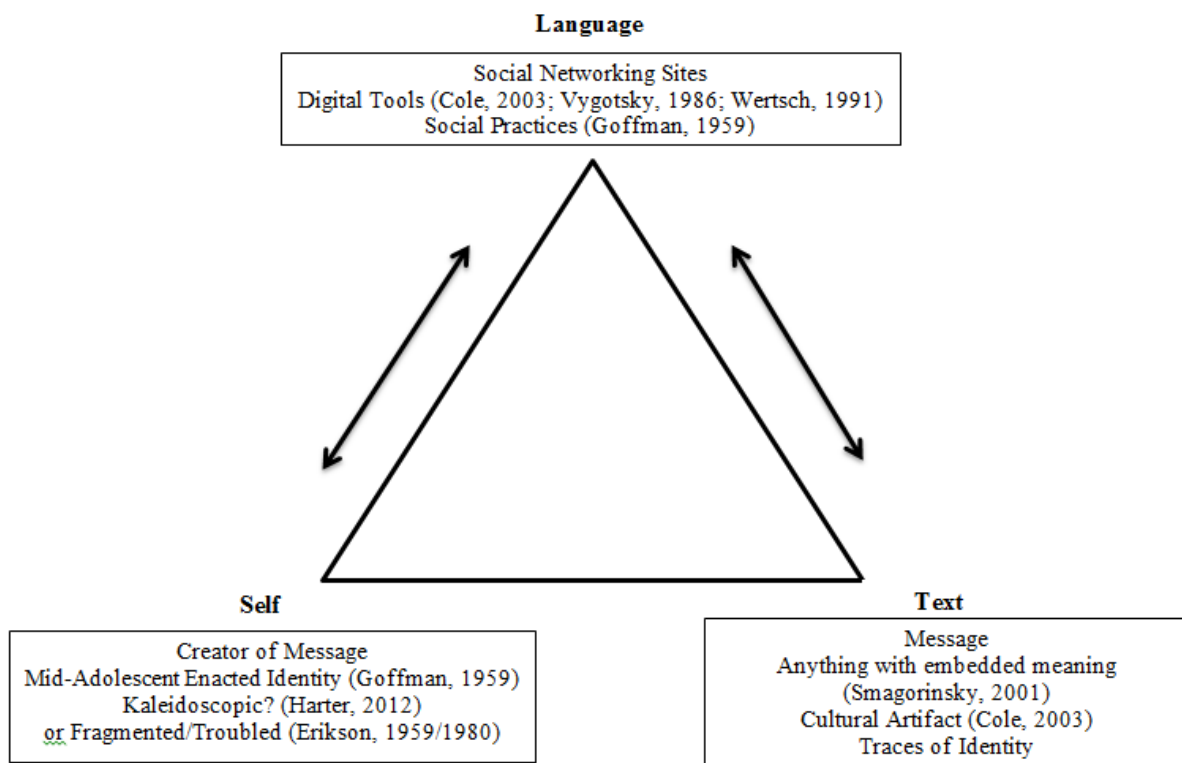 Language
Social Networking Sites
Digital Tools (Cole, 2003; Vygotsky, 1986; Wertsch, 1991)
Social Practices (Goffman, 1959)
Self
Creator of Message
Mid-Adolescent Enacted Identity (Goffman, 1959)
Kaleidoscopic? (Harter, 2012)
or Fragmented/Troubled (Erikson, 1959/1980)
Text
Message
Anything with embedded meaning
(Smagorinsky, 2001)
Cultural Artifact (Cole, 2003)
Traces of Identity